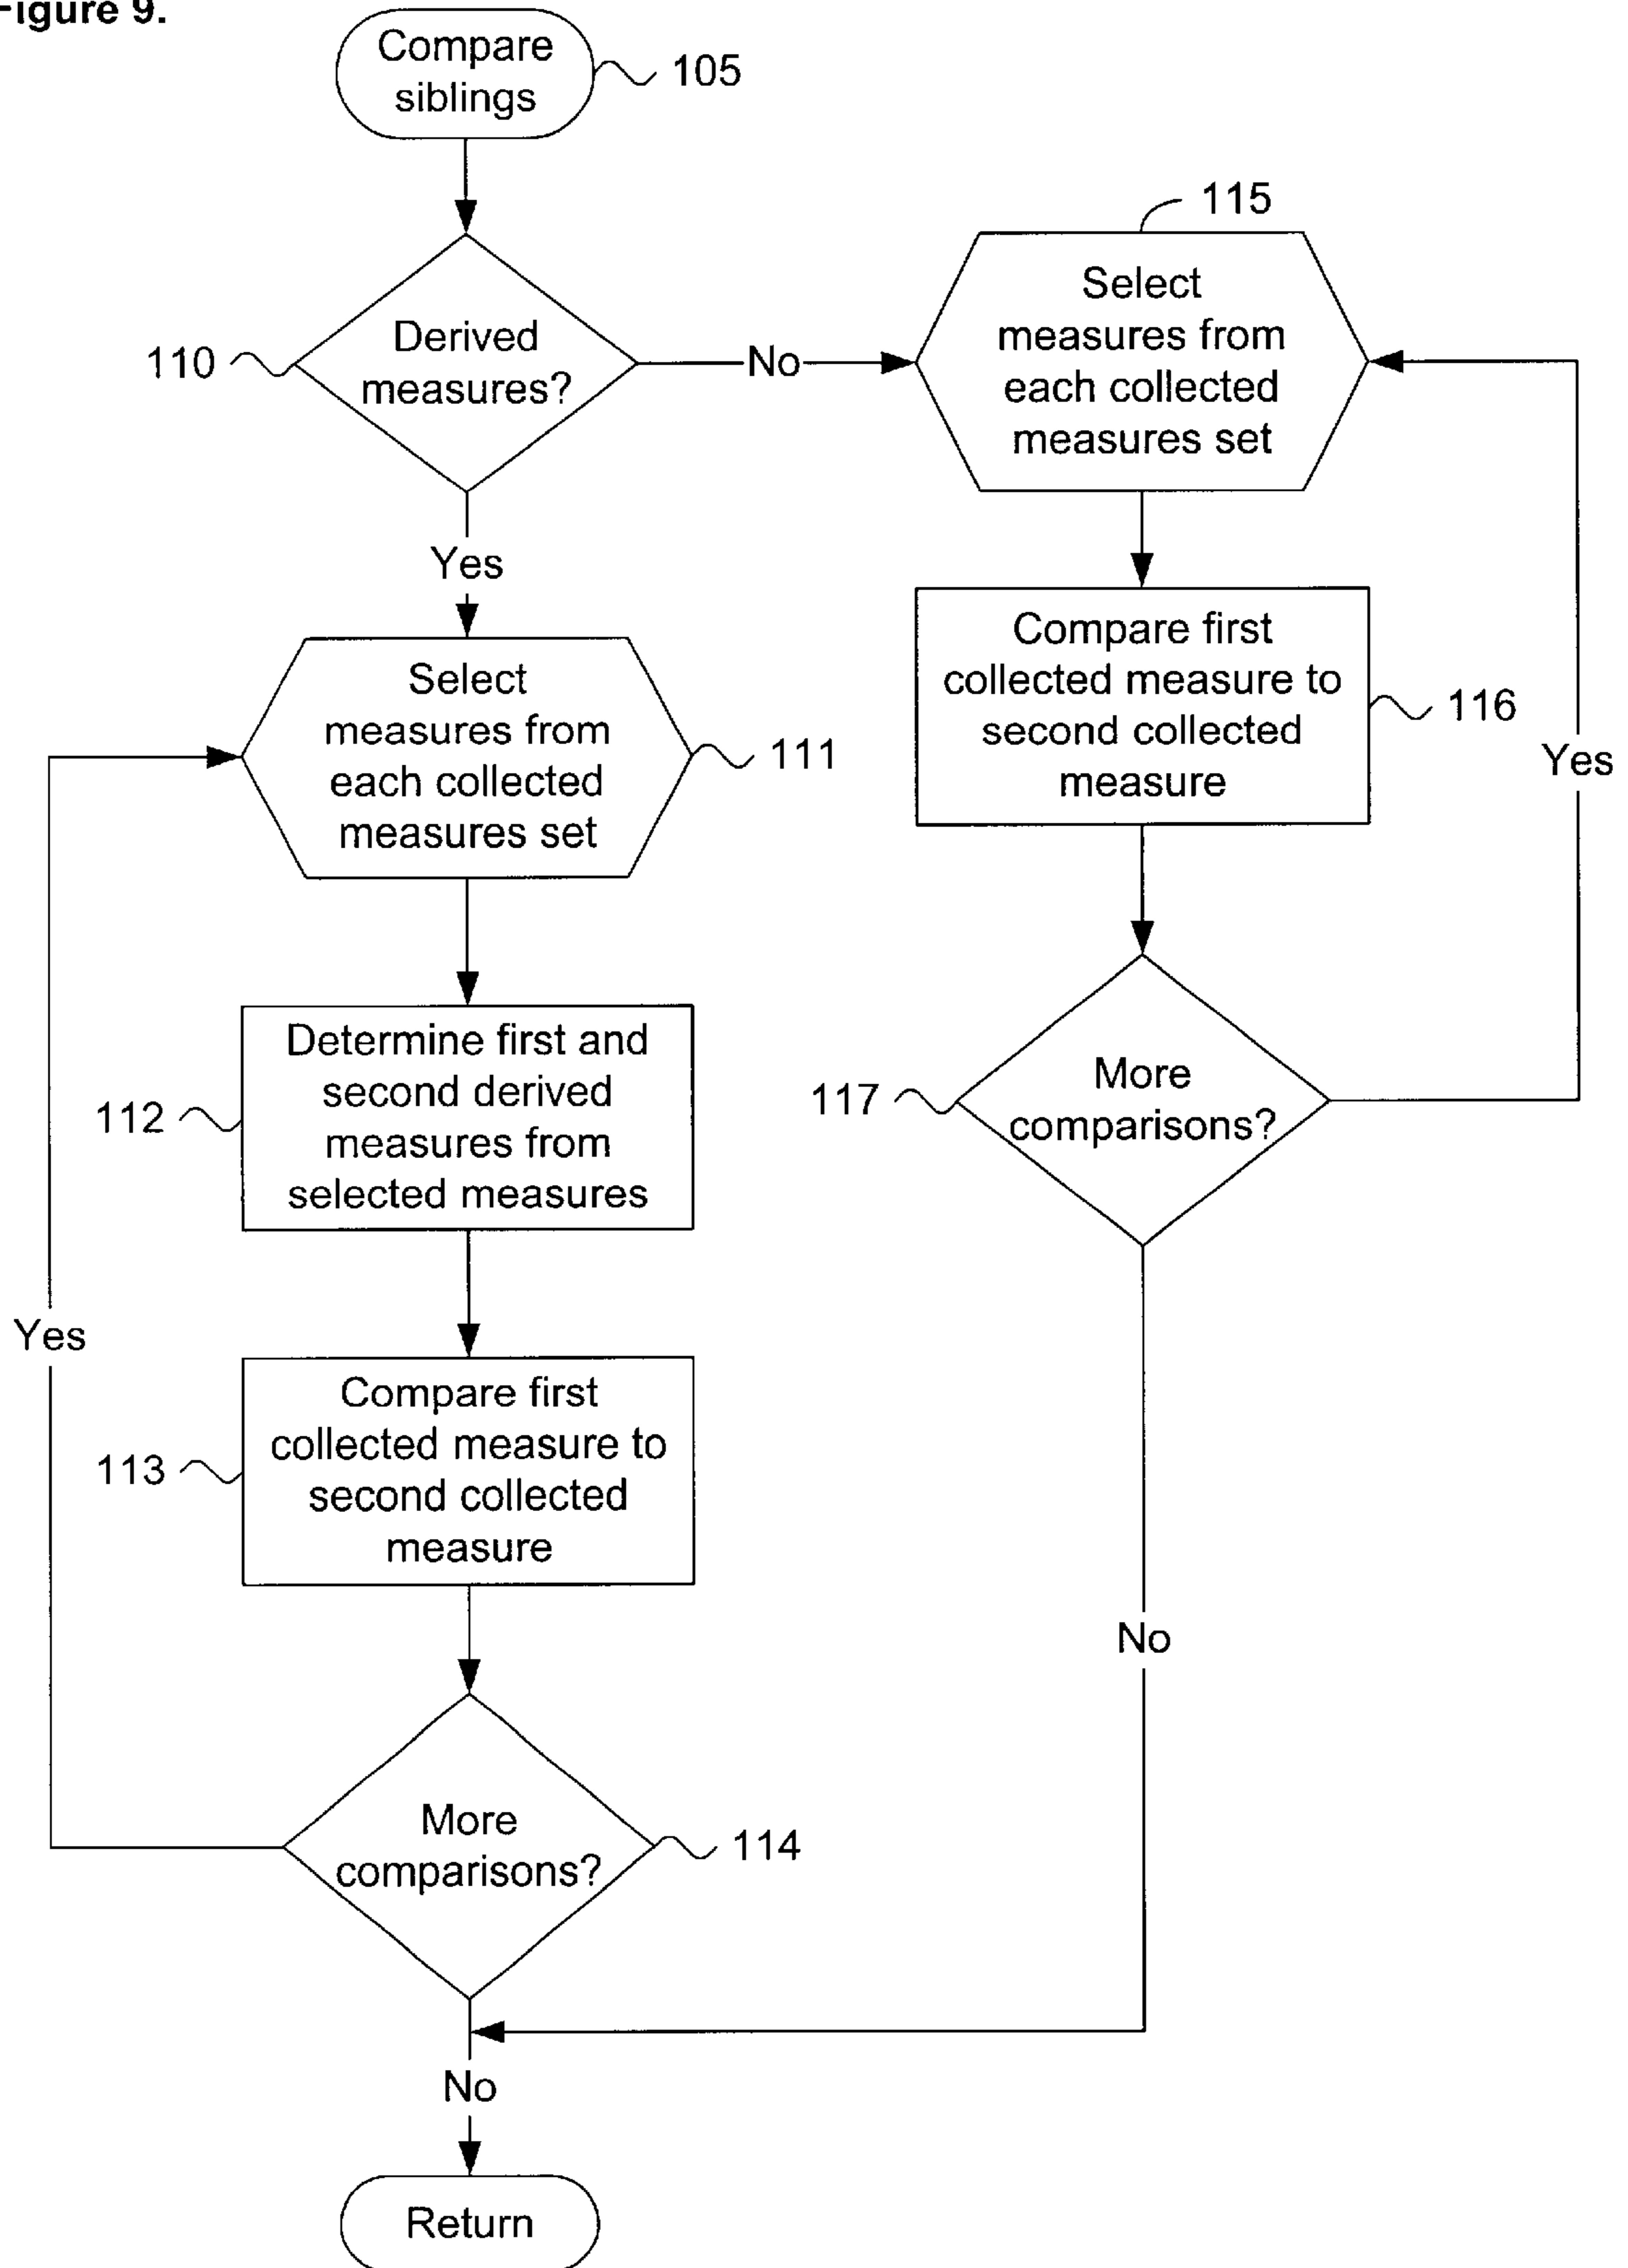 Figure 9.
Compare
siblings
105
110
Derived
measures?
No
115
Select
measures from
each collected
measures set
Yes
Select
measures from
each collected
measures set
111
Compare first
collected measure to
second collected
measure
116
Yes
112
Determine first and
second derived
measures from
selected measures
117
More
comparisons?
Yes
113
Compare first
collected measure to
second collected
measure
No
More
comparisons?
114
No
Return